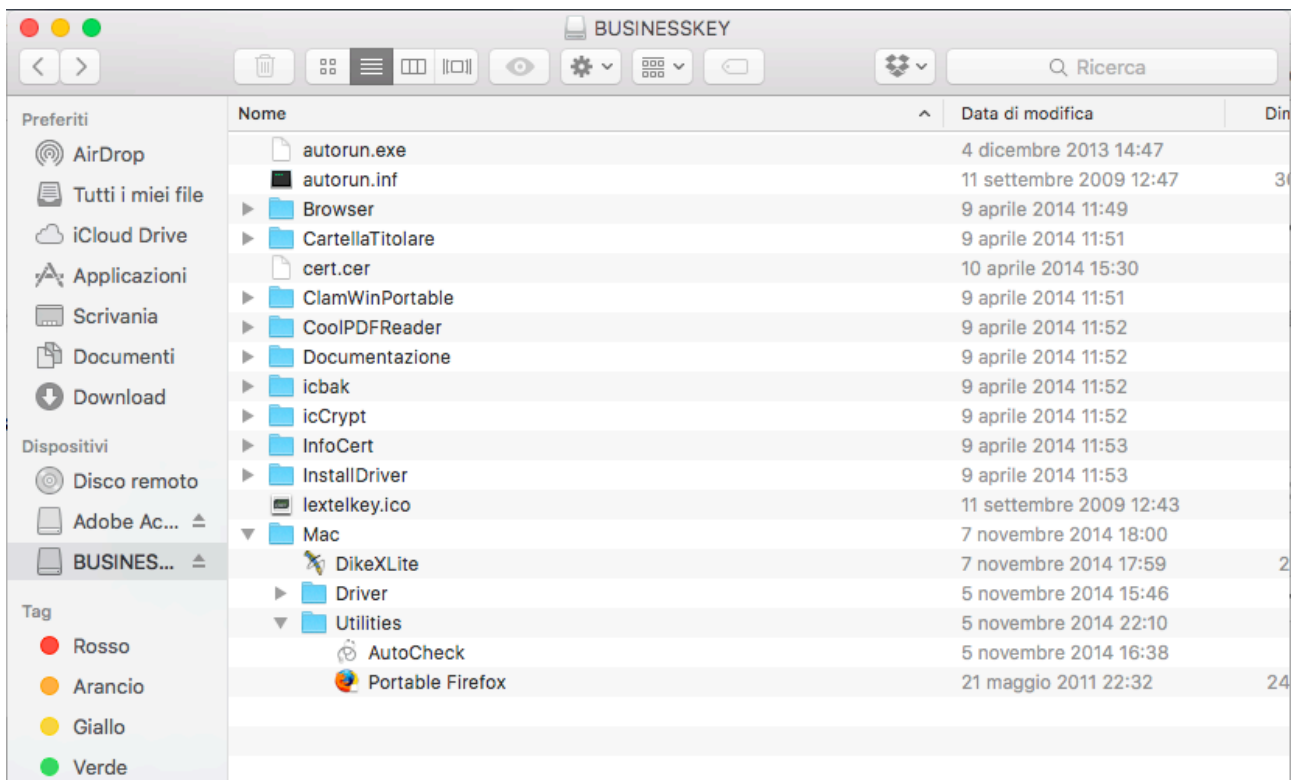 BUSINESSKEY
Ricerca
Preferiti
AirDrop
Tutti i miei file
iCloud Drive
Applicazioni
Scrivania
Documenti
Download
Dispositivi
Disco remoto
Adobe Ac...
BUSINES...
Tag
Rosso
Arancio
Giallo
Verde
Nome Data di modifica Din
autorun.exe 4 dicembre 2013 14:47
autorun.inf 11 settembre 2009 12:47
Browser 9 aprile 2014 11:49
CartellaTitolare 9 aprile 2014 11:51
cert.cer 10 aprile 2014 15:30
ClamWinPortable 9 aprile 2014 11:51
CoolPDFReader 9 aprile 2014 11:52
Documentazione 9 aprile 2014 11:52
icbak 9 aprile 2014 11:52
icCrypt 9 aprile 2014 11:52
InfoCert 9 aprile 2014 11:53
InstallDriver 9 aprile 2014 11:53
lextelkey.ico 11 settembre 2009 12:43
Mac 7 novembre 2014 18:00
DikeXLite 7 novembre 2014 17:59 2
Driver 5 novembre 2014 15:46
Utilities 5 novembre 2014 22:10
AutoCheck 5 novembre 2014 16:38
Portable Firefox 21 maggio 2011 22:32 24